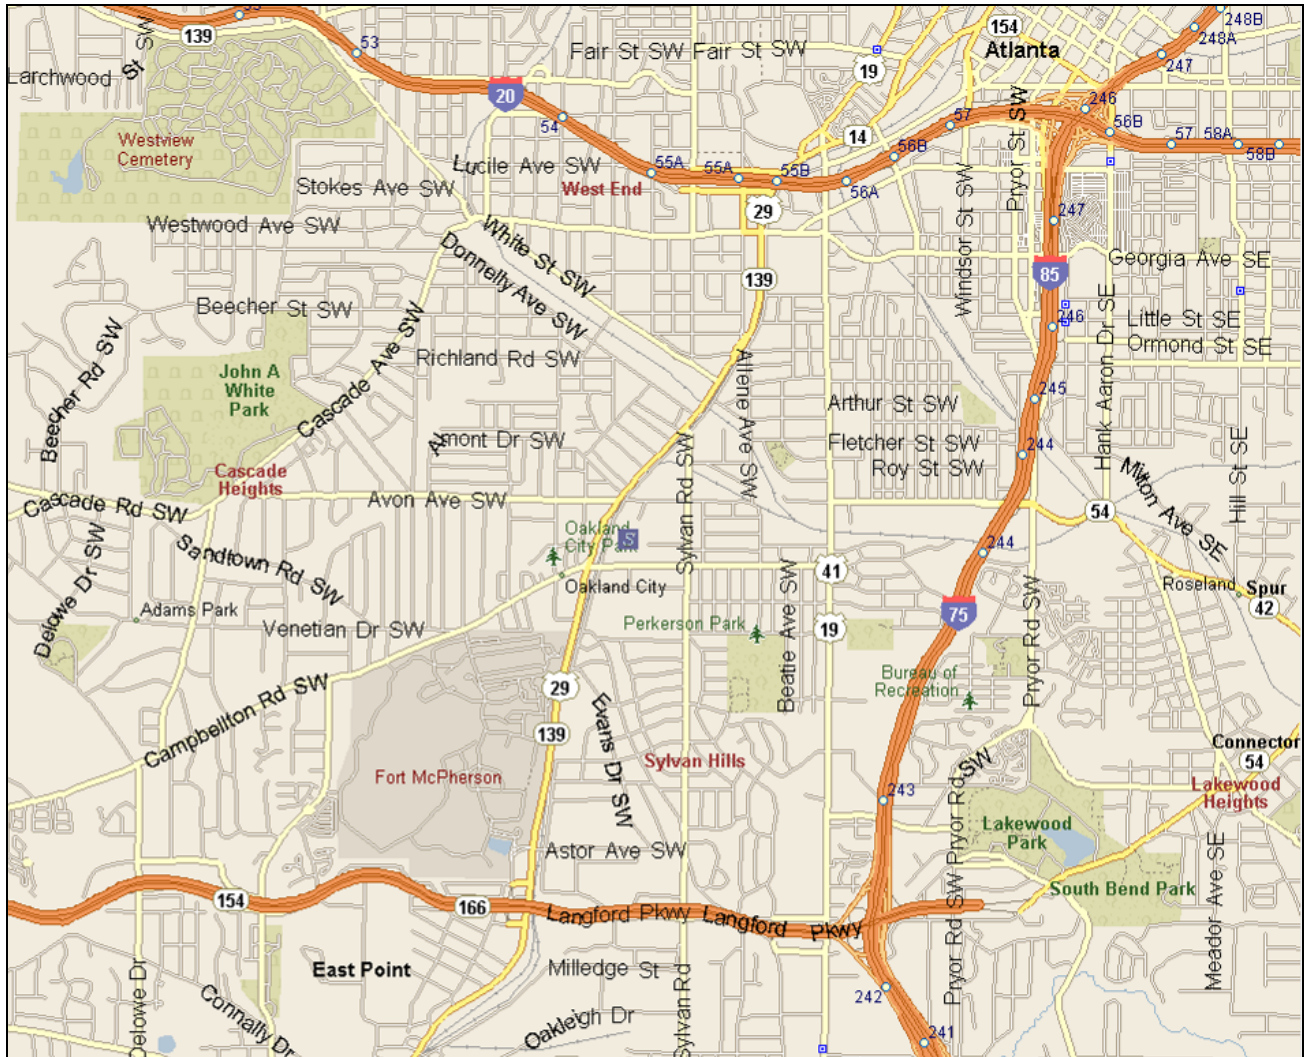 53
139
St SW
Larchwood
53
Fair St SW
Fair St SW
154
Atlanta
248B
248A
247
19
20
54
246
56B
57
57
58A
58B
14
56B
Westview
Cemetery
Lucile Ave SW
55A
55A
55B
56A
West End
Stokes Ave SW
Westwood Ave SW
White St SW
Donnelly Ave SW
29
Windsor St SW
Pryor St SW
247
Georgia Ave SE
85
139
Beecher St SW
Beecher Rd SW
246
Little St SE
Ormond St SE
Hank Aaron Dr SE
Richland Rd SW
John A
White
Park
Cascade Ave SW
Allene Ave SW
245
Arthur St SW
Fletcher St SW
Roy St SW
244
Almont Dr SW
Sylvan Rd SW
Cascade
Heights
Cascade Rd SW
Avon Ave SW
Milton Ave SE
Hill St SE
54
Oakland
City Park
S
Oakland City
244
Sandtown Rd SW
Delowe Dr SW
Adams Park
Venetian Dr SW
41
19
Roseland
Spur
42
75
Perkerson Park
Beatie Ave SW
Pryor Rd SW
Bureau of
Recreation
Campbellton Rd SW
29
139
Evans Dr SW
Sylvan Hills
Fort McPherson
Connector
54
Lakewood
Heights
243
Pryor Rd SW
Lakewood
Park
South Bend Park
Astor Ave SW
Meador Ave SE
154
166
Langford Pkwy
Langford Pkwy
Pryor Rd SW
East Point
Milledge St
Sylvan Rd
Delowe Dr
Connally Dr
Oakleigh Dr
242
241